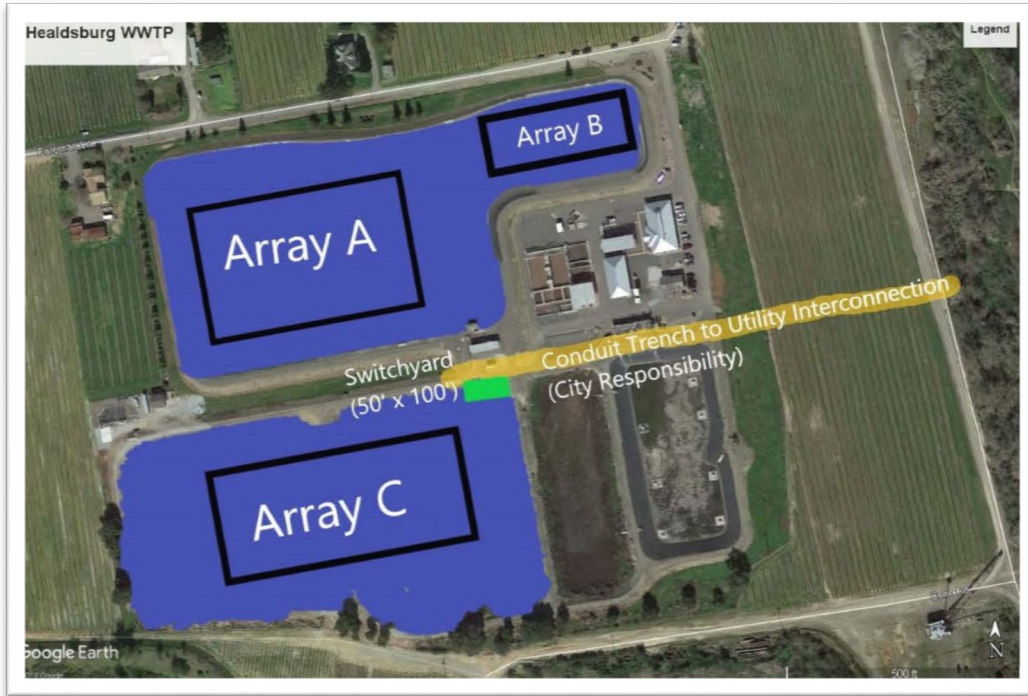 Healdsburg WWTP
Legend
Array B
Array A
Switchyard
(50' x 100')
Conduit Trench to Utility Interconnection
(City Responsibility)
Array C
Google Earth
N
500 ft